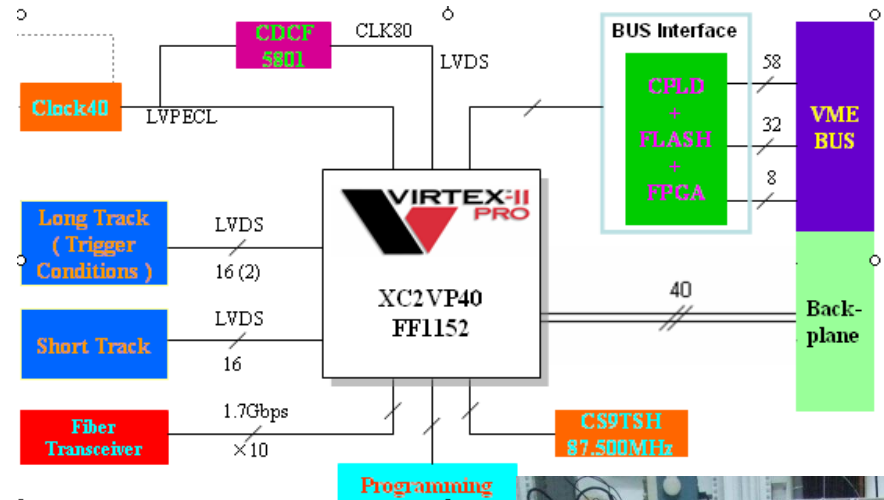 CDCF
5801
CLK80
LVDS
Clock40
LVPECL
BUS Interface
CPLD
+
FLASH
+
FPCA
58
32
8
VME
BUS
Long Track
( Trigger
Conditions )
LVDS
16 (2)
VIRTEX-II
PRO
XC2VP40
FF1152
40
Back-
plane
Short Track
LVDS
16
Fiber
Transceiver
1.7Gbps
×10
CS9TSH
87.500MHz
Programming